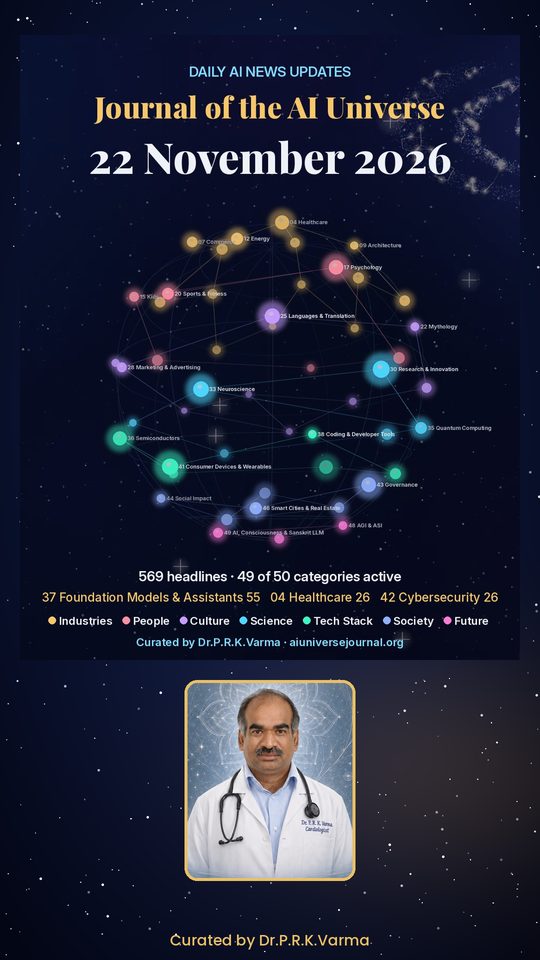 DAILY AI NEWS UPDATES
Journal of the AI Universe
22 November 2026
04 Healthcare
07 Commerce
12 Energy
09 Architecture
17 Psychology
15 Kids
20 Sports & Fitness
25 Languages & Translation
22 Mythology
28 Marketing & Advertising
30 Research & Innovation
33 Neuroscience
35 Quantum Computing
36 Semiconductors
38 Coding & Developer Tools
41 Consumer Devices & Wearables
43 Governance
44 Social Impact
46 Smart Cities & Real Estate
49 AI, Consciousness & Sanskrit LLM
48 AGI & ASI
569 headlines · 49 of 50 categories active
37 Foundation Models & Assistants 55 04 Healthcare 26 42 Cybersecurity 26
Industries People Culture Science Tech Stack Society Future
Curated by Dr.P.R.K.Varma · aiuniversejournal.org
Dr. P. R. K. Varma
Cardiologist
Curated by Dr.P.R.K.Varma